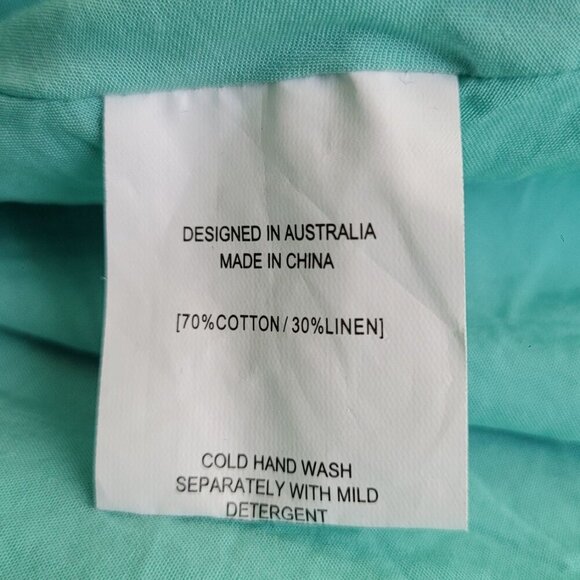 DESIGNED IN AUSTRALIA
MADE IN CHINA
[70%COTTON/30%LINEN]
COLD HAND WASH
SEPARATELY WITH MILD
DETERGENT